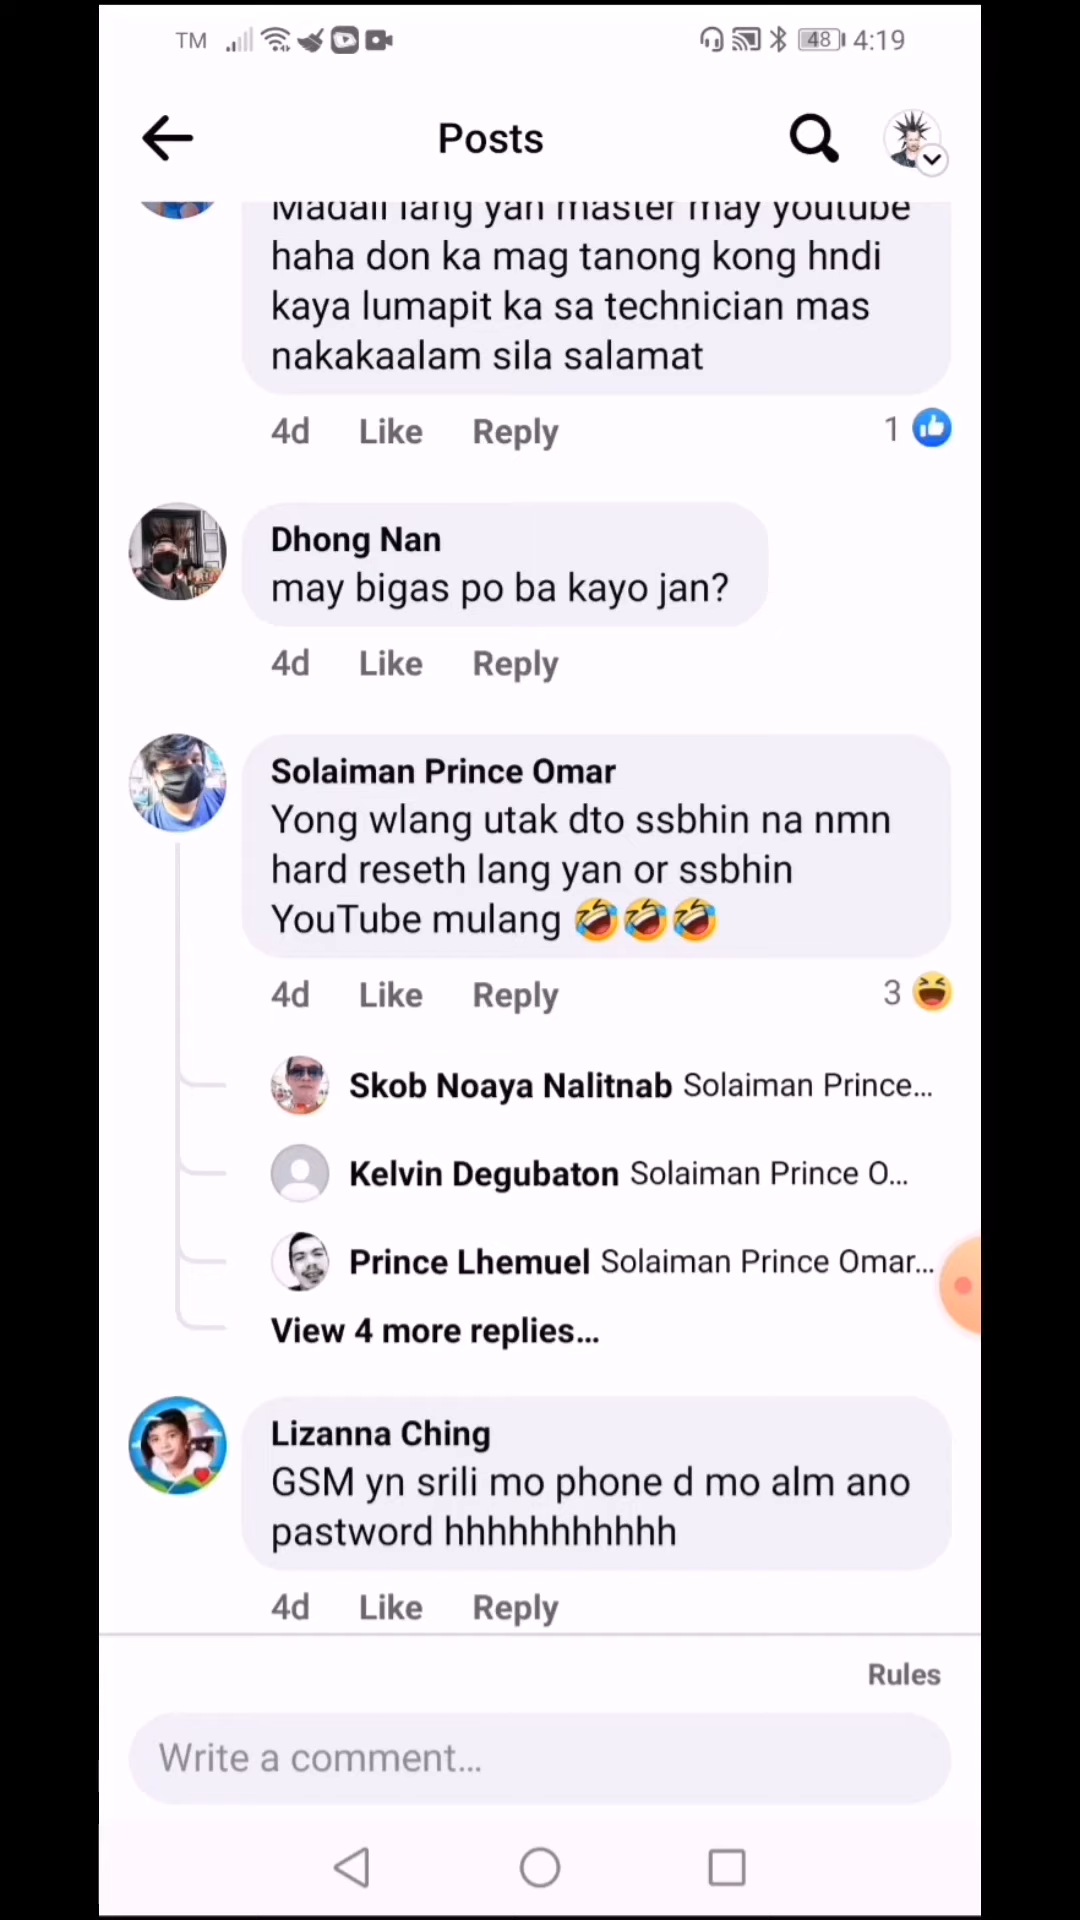 TM 48 4:19
Posts
Madali lang yan master may youtube
haha don ka mag tanong kong hndi
kaya lumapit ka sa technician mas
nakakaalam sila salamat
4d Like Reply 1
Dhong Nan
may bigas po ba kayo jan?
4d Like Reply
Solaiman Prince Omar
Yong wlang utak dto ssbhin na nmn
hard reseth lang yan or ssbhin
YouTube mulang 🤣🤣🤣
4d Like Reply 3
Skob Noaya Nalitnab Solaiman Prince...
Kelvin Degubaton Solaiman Prince O...
Prince Lhemuel Solaiman Prince Omar...
View 4 more replies...
Lizanna Ching
GSM yn srili mo phone d mo alm ano
pastword hhhhhhhhhhh
4d Like Reply
Rules
Write a comment...